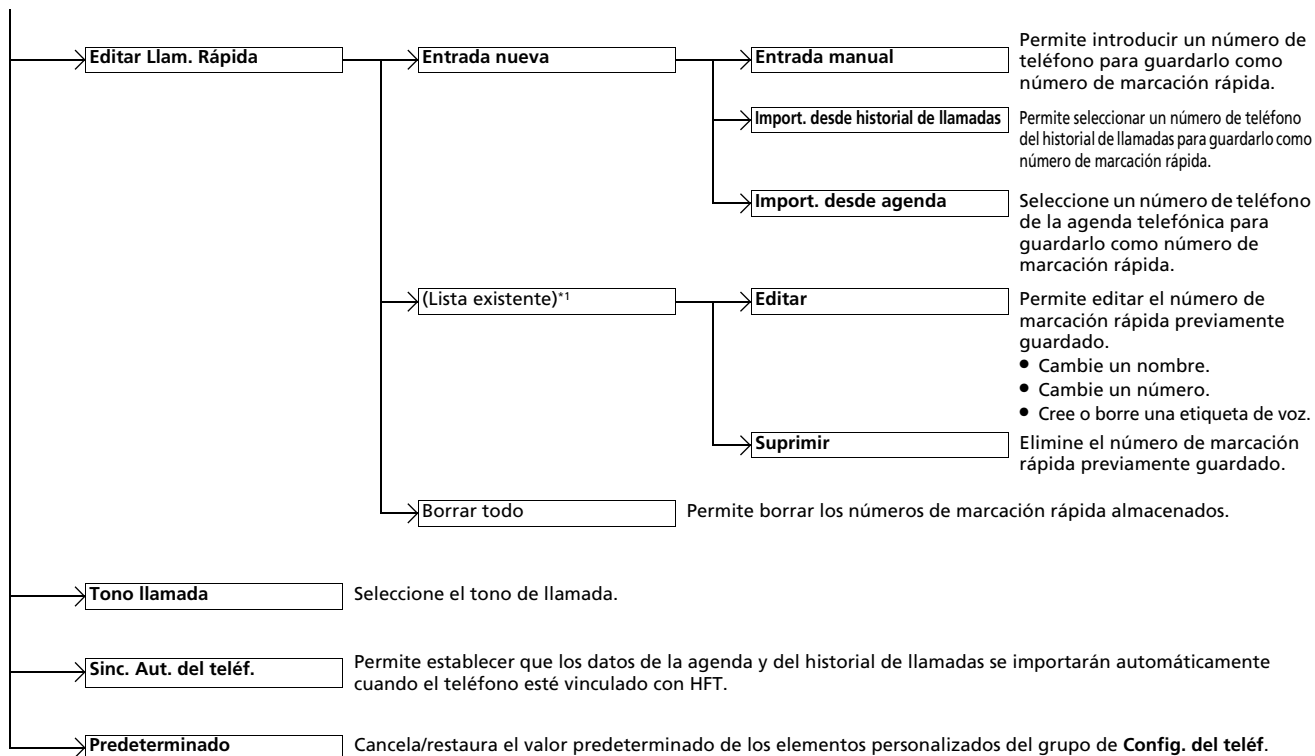 Editar Llam. Rápida
Entrada nueva
Entrada manual
Permite introducir un número de
teléfono para guardarlo como
número de marcación rápida.
Import. desde historial de llamadas
Permite seleccionar un número de teléfono
del historial de llamadas para guardarlo como
número de marcación rápida.
Import. desde agenda
Seleccione un número de teléfono
de la agenda telefónica para
guardarlo como número de
marcación rápida.
(Lista existente)*1
Editar
Permite editar el número de
marcación rápida previamente
guardado.
● Cambie un nombre.
● Cambie un número.
● Cree o borre una etiqueta de voz.
Suprimir
Elimine el número de marcación
rápida previamente guardado.
Borrar todo
Permite borrar los números de marcación rápida almacenados.
Tono llamada
Seleccione el tono de llamada.
Sinc. Aut. del teléf.
Permite establecer que los datos de la agenda y del historial de llamadas se importarán automáticamente
cuando el teléfono esté vinculado con HFT.
Predeterminado
Cancela/restaura el valor predeterminado de los elementos personalizados del grupo de Config. del teléf.